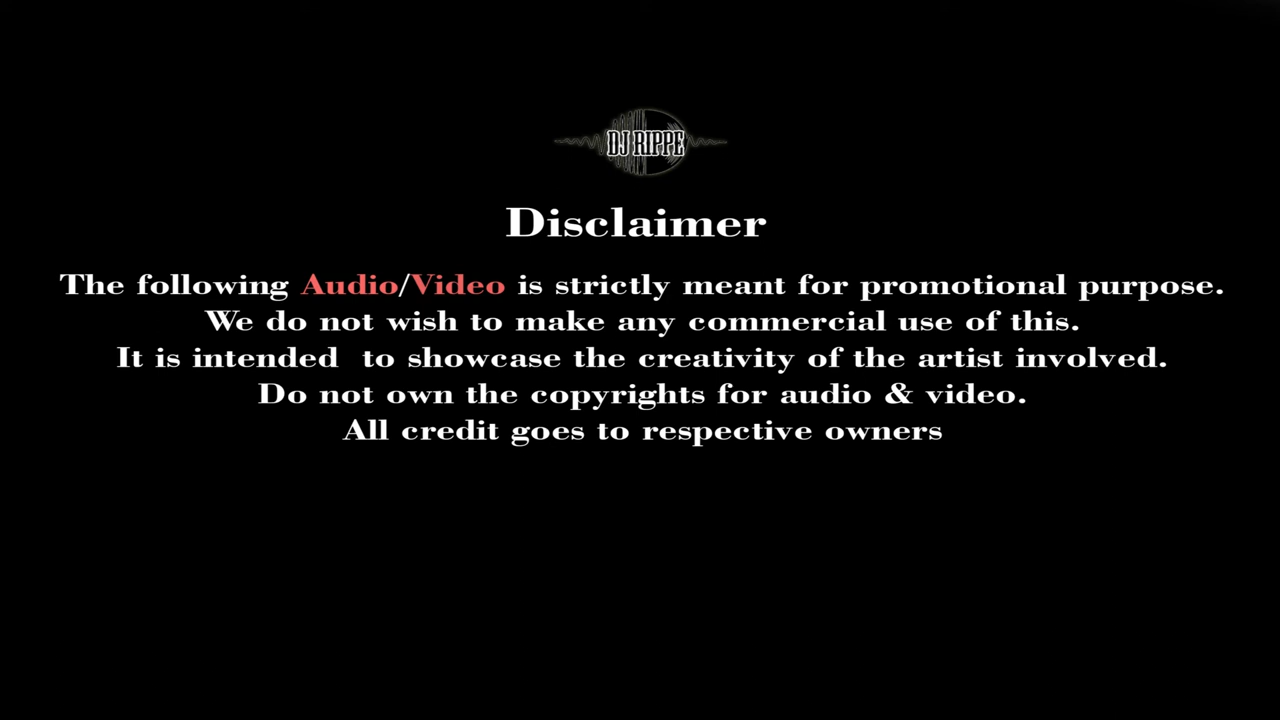 DJ RIPPE
Disclaimer
The following Audio/Video is strictly meant for promotional purpose.
We do not wish to make any commercial use of this.
It is intended  to showcase the creativity of the artist involved.
Do not own the copyrights for audio & video.
All credit goes to respective owners